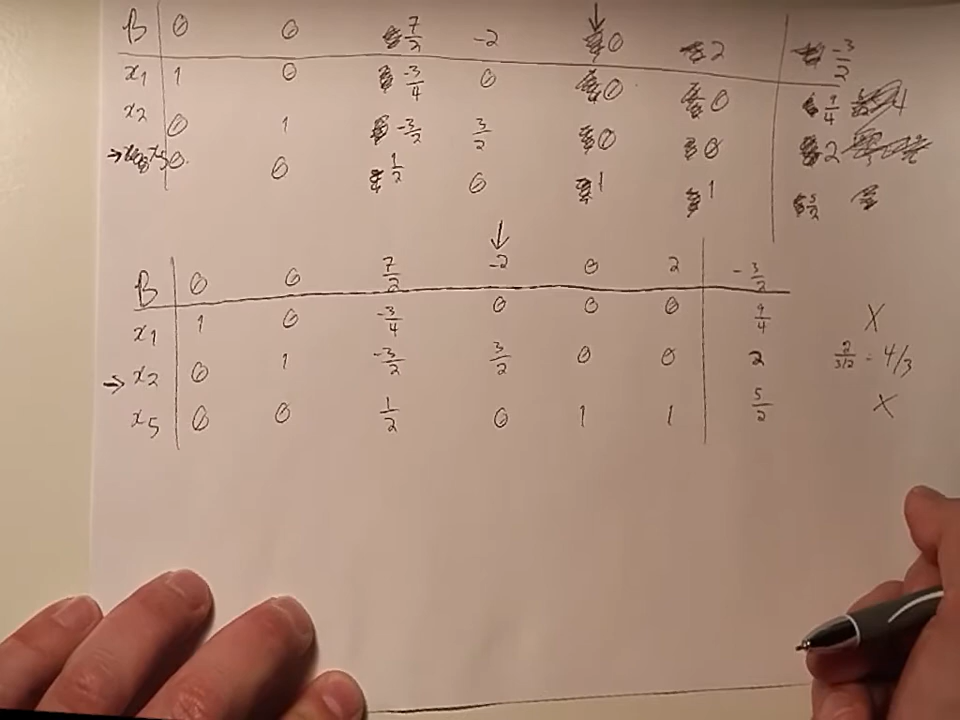 B 0 0 7/2 -2 ↓ 0 2 -3/2
x1 1 0 -3/4 0 0 0 9/4 4
x2 0 1 -3/2 3/2 0 0 2
→ x5 0 0 1/2 0 1 1 5/2
↓
B 0 0 7/2 -2 0 2 -3/2
x1 1 0 -3/4 0 0 0 9/4 X
→ x2 0 1 -3/2 3/2 0 0 2 2/3/2 = 4/3
x5 0 0 1/2 0 1 1 5/2 X